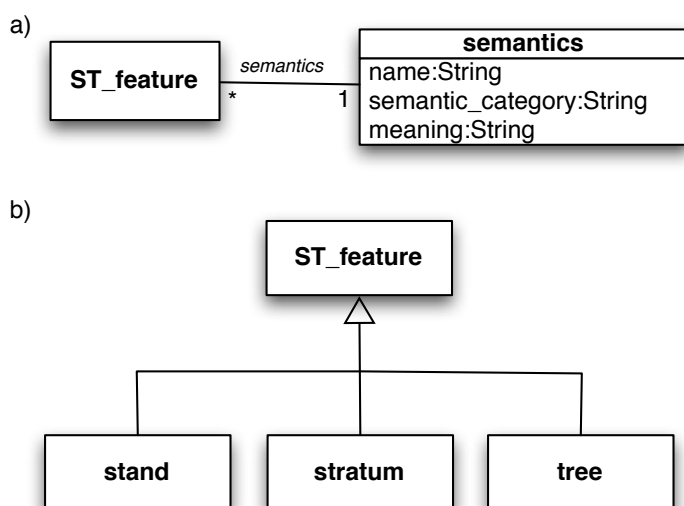 a)
ST_feature
semantics
*
1
semantics
name:String
semantic_category:String
meaning:String
b)
ST_feature
stand
stratum
tree